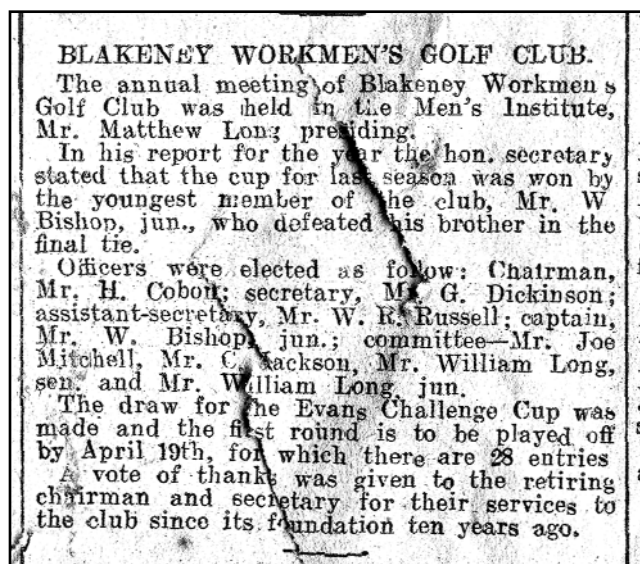 BLAKENEY WORKMEN'S GOLF CLUB.
The annual meeting of Blakeney Workmen s
Golf Club was held in the Men's Institute,
Mr. Matthew Long presiding.
In his report for the year the hon. secretary
stated that the cup for last season was won by
the youngest member of the club, Mr. W
Bishop, jun., who defeated his brother in the
final tie.
Officers were elected as follow: Chairman,
Mr. H. Cobon; secretary, Mr. G. Dickinson;
assistant-secretary, Mr. W. R. Russell; captain,
Mr. W. Bishop, jun.; committee—Mr. Joe
Mitchell, Mr. C. Jackson, Mr. William Long,
sen. and Mr. William Long, jun.
The draw for the Evans Challenge Cup was
made and the first round is to be played off
by April 19th, for which there are 28 entries
A vote of thanks was given to the retiring
chairman and secretary for their services to
the club since its foundation ten years ago.